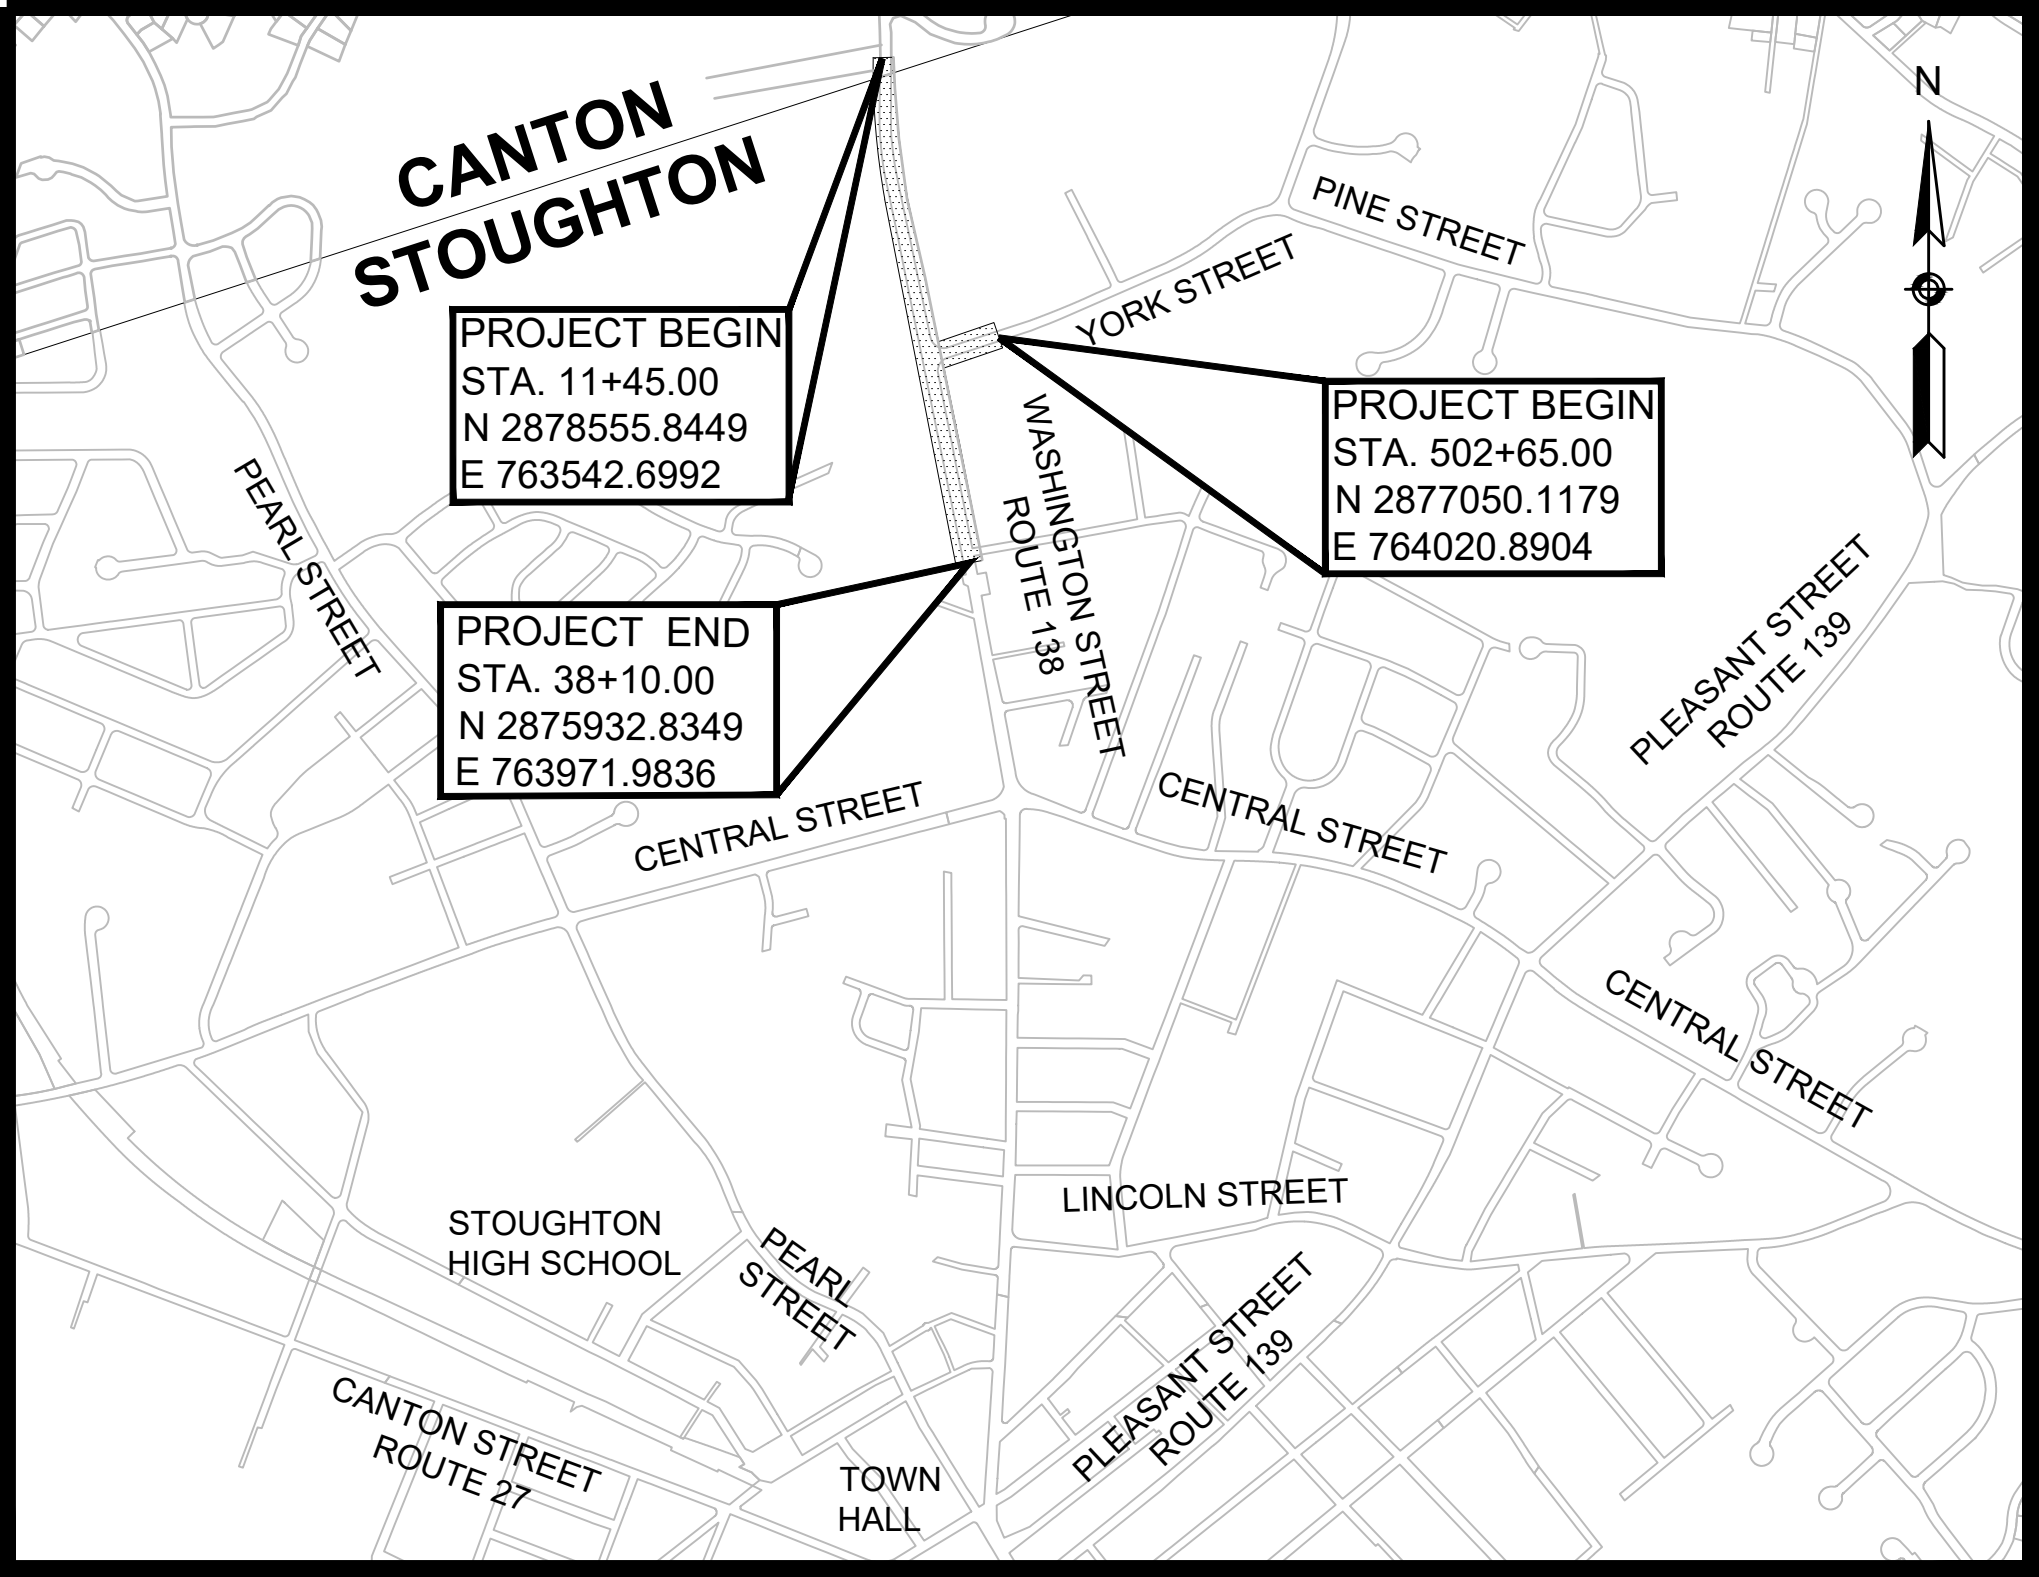 N
CANTON
STOUGHTON
PINE STREET
YORK STREET
PROJECT BEGIN
STA. 11+45.00
N 2878555.8449
E 763542.6992
PROJECT BEGIN
STA. 502+65.00
N 2877050.1179
E 764020.8904
WASHINGTON STREET
ROUTE 138
PEARL STREET
PROJECT END
STA. 38+10.00
N 2875932.8349
E 763971.9836
PLEASANT STREET
ROUTE 139
CENTRAL STREET
CENTRAL STREET
CENTRAL STREET
LINCOLN STREET
STOUGHTON
HIGH SCHOOL
PEARL
STREET
PLEASANT STREET
ROUTE 139
CANTON STREET
ROUTE 27
TOWN
HALL